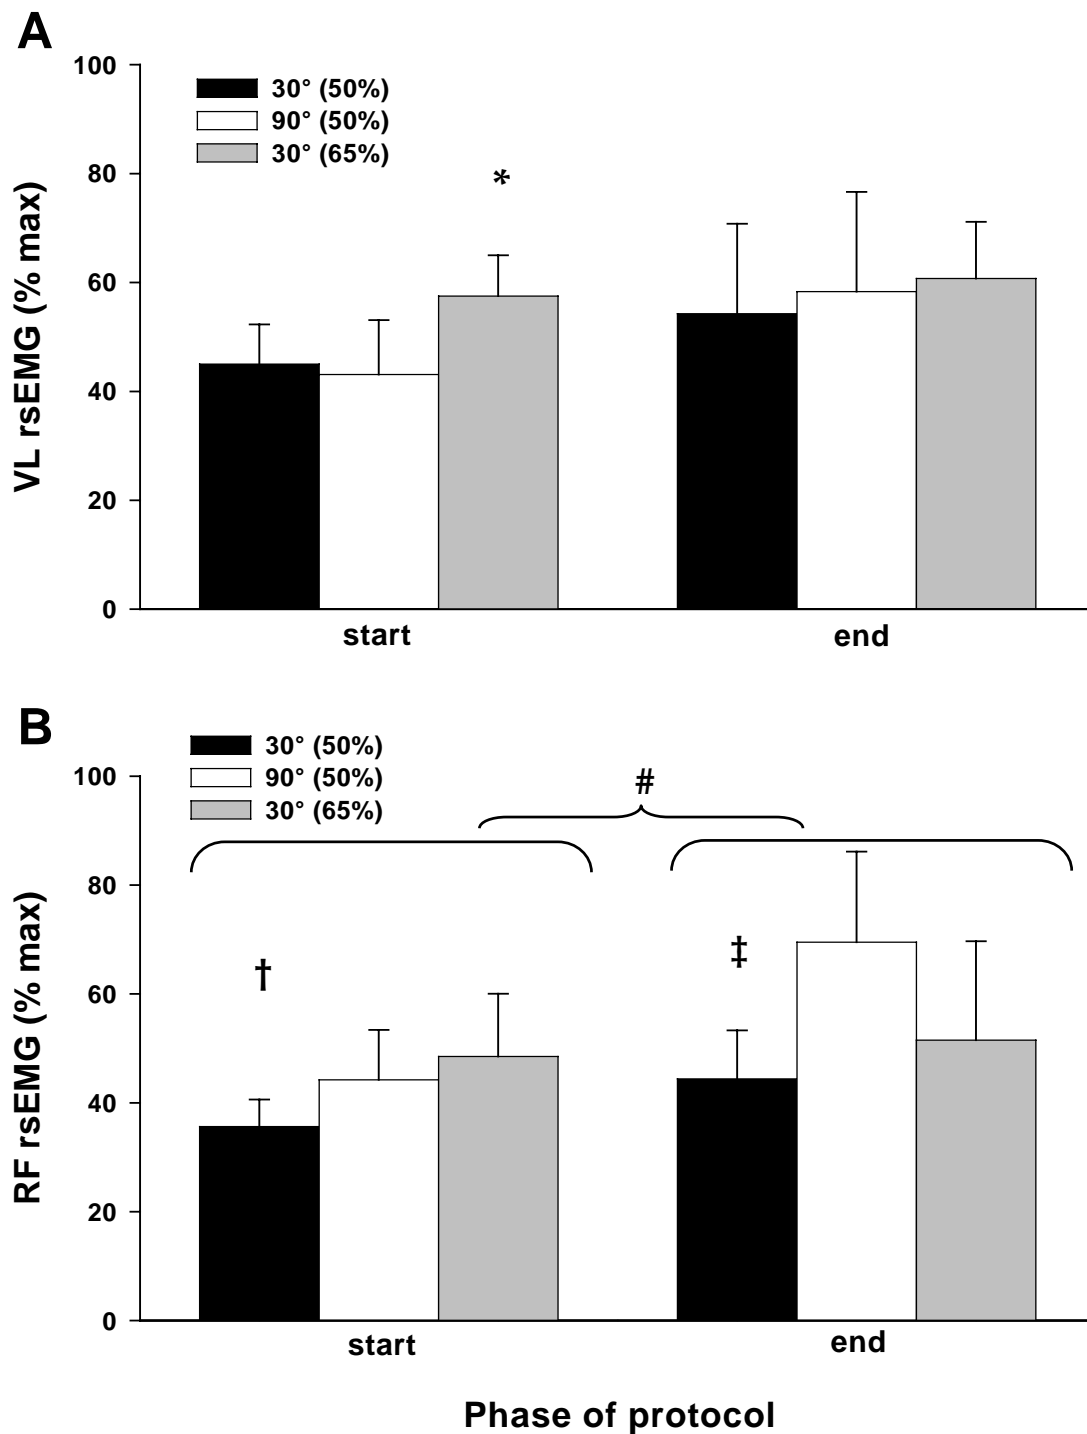 A
VL rsEMG (% max)
100
80
60
40
20
0
30° (50%)
90° (50%)
30° (65%)
*
start
end
B
RF rsEMG (% max)
100
80
60
40
20
0
30° (50%)
90° (50%)
30° (65%)
#
†
‡
start
end
Phase of protocol